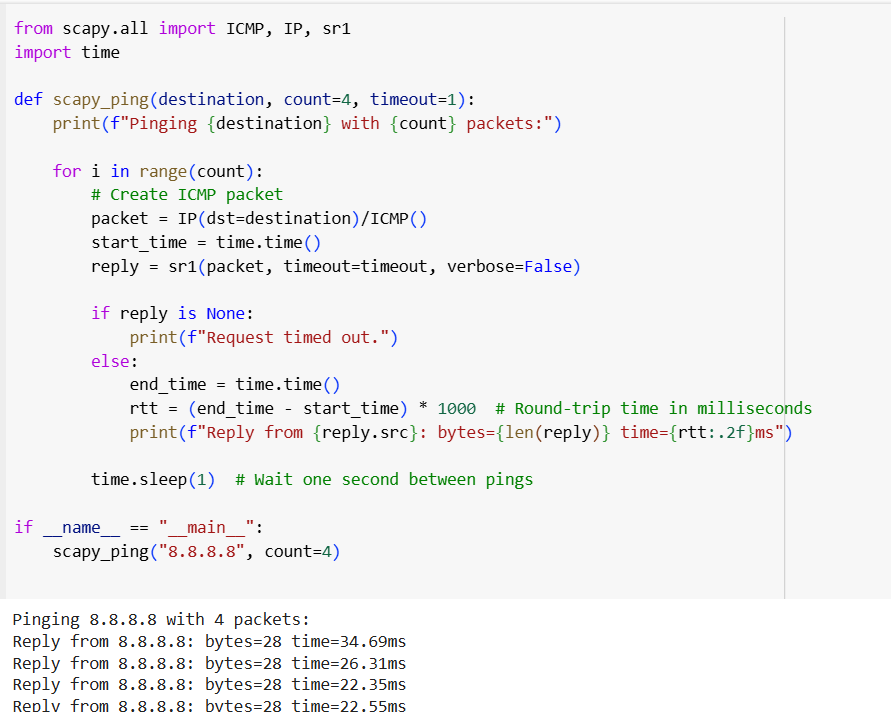 from scapy.all import ICMP, IP, sr1
import time
def scapy_ping(destination, count=4, timeout=1):
    print(f"Pinging {destination} with {count} packets:")
    for i in range(count):
        # Create ICMP packet
        packet = IP(dst=destination)/ICMP()
        start_time = time.time()
        reply = sr1(packet, timeout=timeout, verbose=False)
        if reply is None:
            print(f"Request timed out.")
        else:
            end_time = time.time()
            rtt = (end_time - start_time) * 1000  # Round-trip time in milliseconds
            print(f"Reply from {reply.src}: bytes={len(reply)} time={rtt:.2f}ms")
        time.sleep(1)  # Wait one second between pings
if __name__ == "__main__":
    scapy_ping("8.8.8.8", count=4)
Pinging 8.8.8.8 with 4 packets:
Reply from 8.8.8.8: bytes=28 time=34.69ms
Reply from 8.8.8.8: bytes=28 time=26.31ms
Reply from 8.8.8.8: bytes=28 time=22.35ms
Reply from 8.8.8.8: bytes=28 time=22.55ms